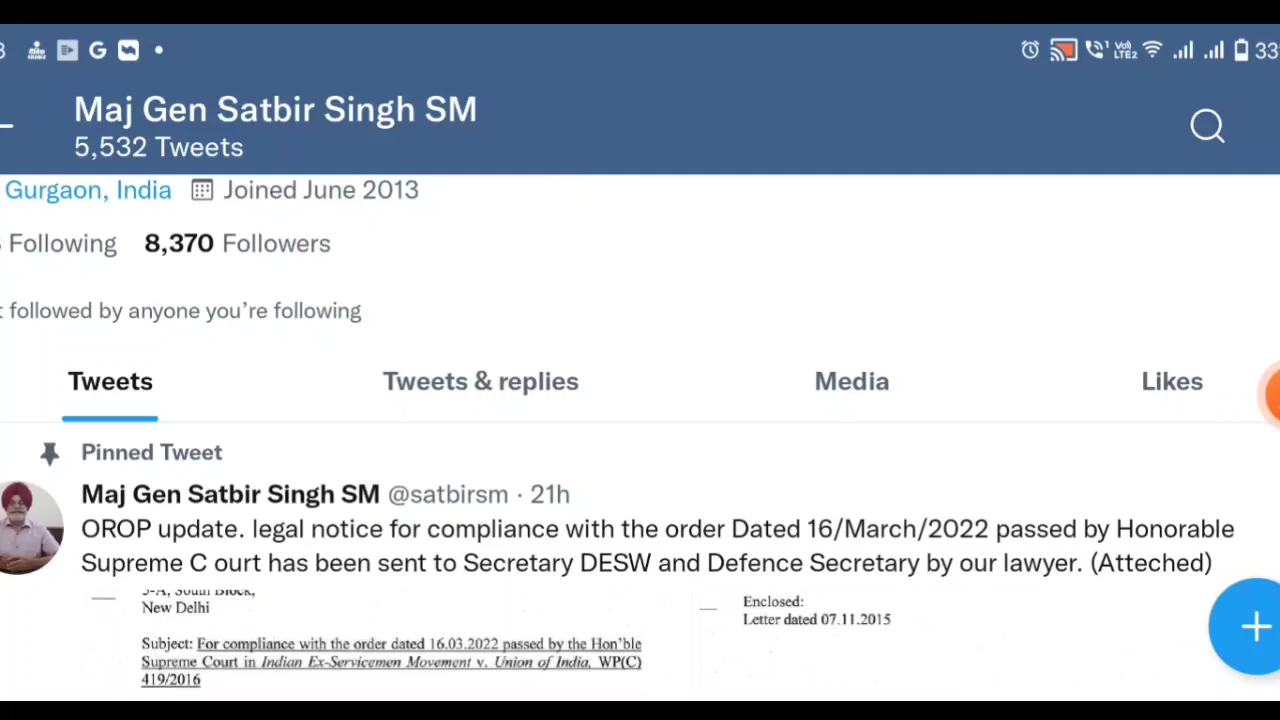 33
Maj Gen Satbir Singh SM
5,532 Tweets
Gurgaon, India Joined June 2013
Following 8,370 Followers
followed by anyone you’re following
Tweets Tweets & replies Media Likes
Pinned Tweet
Maj Gen Satbir Singh SM @satbirsm · 21h
OROP update. legal notice for compliance with the order Dated 16/March/2022 passed by Honorable
Supreme C ourt has been sent to Secretary DESW and Defence Secretary by our lawyer. (Atteched)
5-A, South Block,
New Delhi
Subject: For compliance with the order dated 16.03.2022 passed by the Hon'ble
Supreme Court in Indian Ex-Servicemen Movement v. Union of India, WP(C)
419/2016
Enclosed:
Letter dated 07.11.2015